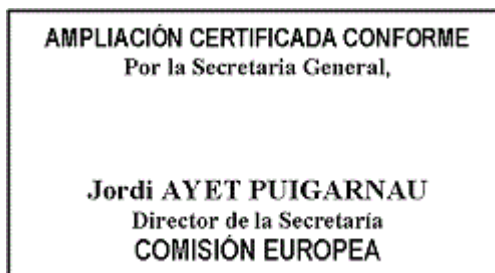 AMPLIACIÓN CERTIFICADA CONFORME
Por la Secretaria General,
Jordi AYET PUIGARNAU
Director de la Secretaría
COMISIÓN EUROPEA